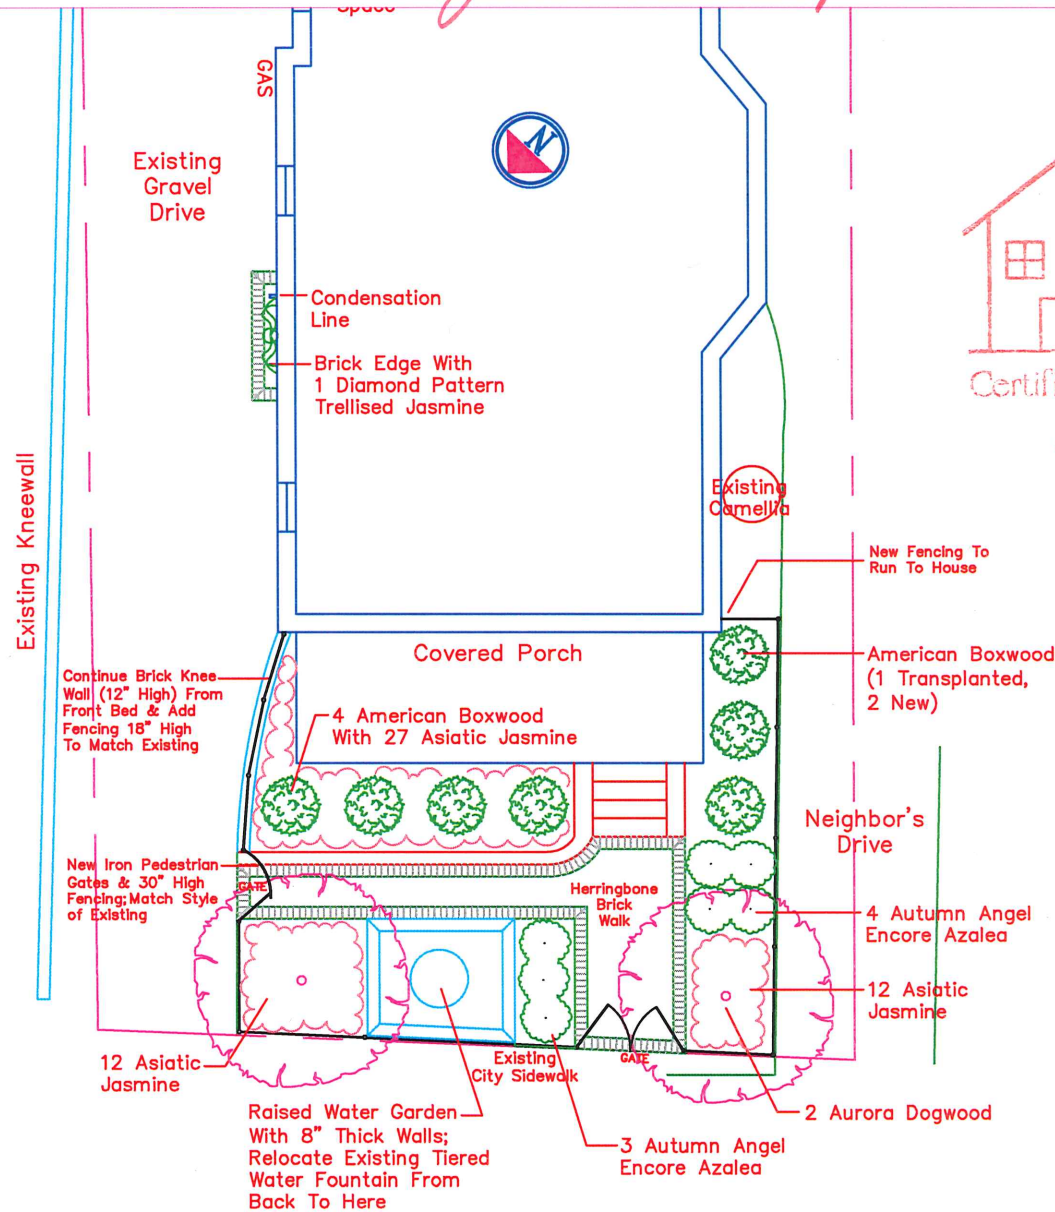 Space
GAS
N
Existing
Gravel
Drive
Condensation
Line
Brick Edge With
1 Diamond Pattern
Trellised Jasmine
Existing Kneewall
Existing
Camellia
New Fencing To
Run To House
Covered Porch
American Boxwood
(1 Transplanted,
2 New)
Continue Brick Knee
Wall (12" High) From
Front Bed & Add
Fencing 18" High
To Match Existing
4 American Boxwood
With 27 Asiatic Jasmine
Neighbor's
Drive
New Iron Pedestrian
Gates & 30" High
Fencing; Match Style
of Existing
GATE
Herringbone
Brick
Walk
4 Autumn Angel
Encore Azalea
12 Asiatic
Jasmine
12 Asiatic
Jasmine
Existing
City Sidewalk
GATE
Raised Water Garden
With 8" Thick Walls;
Relocate Existing Tiered
Water Fountain From
Back To Here
2 Aurora Dogwood
3 Autumn Angel
Encore Azalea